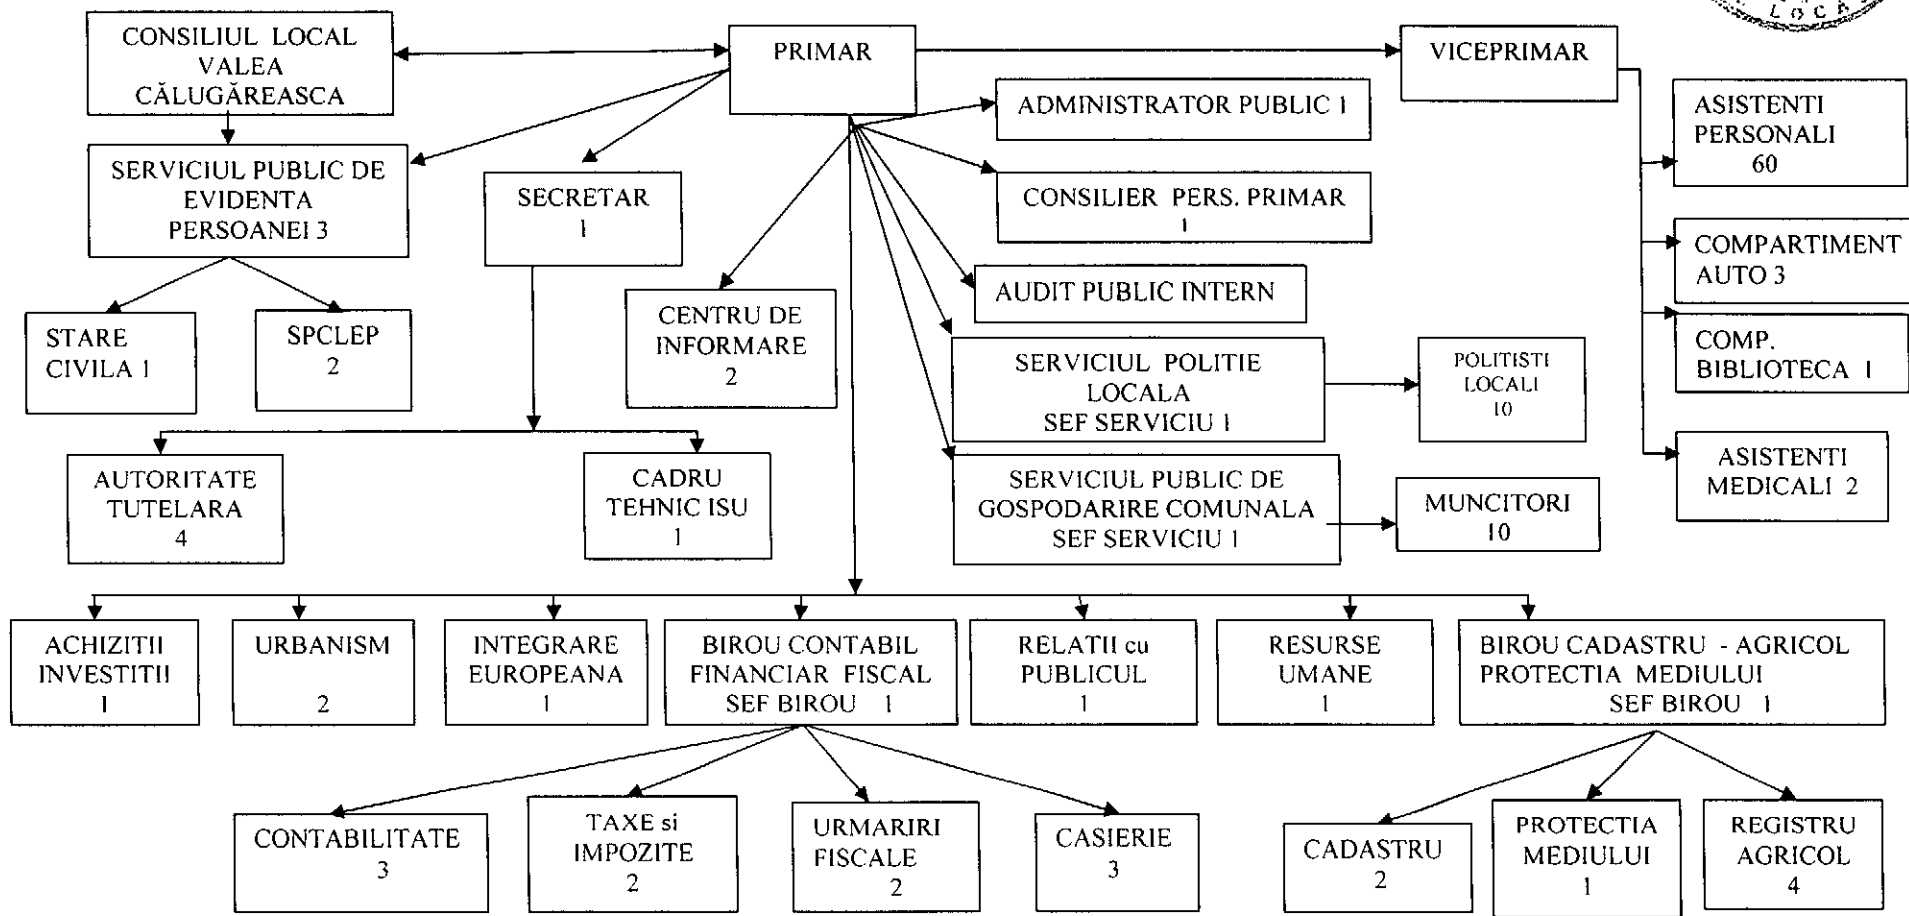 LOCAL
CONSILIUL LOCAL
VALEA
CĂLUGĂREASCA
PRIMAR
VICEPRIMAR
ADMINISTRATOR PUBLIC 1
ASISTENTI
PERSONALI
60
SERVICIUL PUBLIC DE
EVIDENTA
PERSOANEI 3
SECRETAR
1
CONSILIER PERS. PRIMAR
1
COMPARTIMENT
AUTO 3
AUDIT PUBLIC INTERN
STARE
CIVILA 1
SPCLEP
2
CENTRU DE
INFORMARE
2
COMP.
BIBLIOTECA 1
SERVICIUL POLITIE
LOCALA
SEF SERVICIU 1
POLITISTI
LOCALI
10
ASISTENTI
MEDICALI 2
AUTORITATE
TUTELARA
4
CADRU
TEHNIC ISU
1
SERVICIUL PUBLIC DE
GOSPODARIRE COMUNALA
SEF SERVICIU 1
MUNCITORI
10
ACHIZITII
INVESTITII
1
URBANISM
2
INTEGRARE
EUROPEANA
1
BIROU CONTABIL
FINANCIAR FISCAL
SEF BIROU 1
RELATII cu
PUBLICUL
1
RESURSE
UMANE
1
BIROU CADASTRU - AGRICOL
PROTECTIA MEDIULUI
SEF BIROU 1
CONTABILITATE
3
TAXE si
IMPOZITE
2
URMARIRI
FISCALE
2
CASIERIE
3
CADASTRU
2
PROTECTIA
MEDIULUI
1
REGISTRU
AGRICOL
4